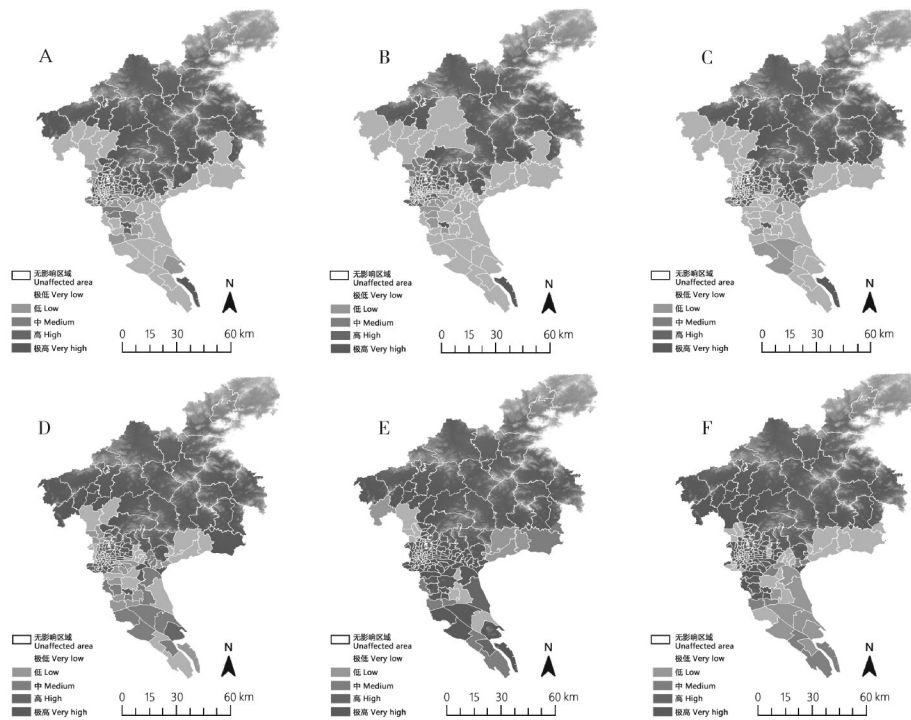 A
无影响区域
Unaffected area
极低 Very low
低 Low
中 Medium
高 High
极高 Very high
N
0 15 30 60 km
B
无影响区域
Unaffected area
极低 Very low
低 Low
中 Medium
高 High
极高 Very high
N
0 15 30 60 km
C
无影响区域
Unaffected area
极低 Very low
低 Low
中 Medium
高 High
极高 Very high
N
0 15 30 60 km
D
无影响区域
Unaffected area
极低 Very low
低 Low
中 Medium
高 High
极高 Very high
N
0 15 30 60 km
E
无影响区域
Unaffected area
极低 Very low
低 Low
中 Medium
高 High
极高 Very high
N
0 15 30 60 km
F
无影响区域
Unaffected area
极低 Very low
低 Low
中 Medium
高 High
极高 Very high
N
0 15 30 60 km